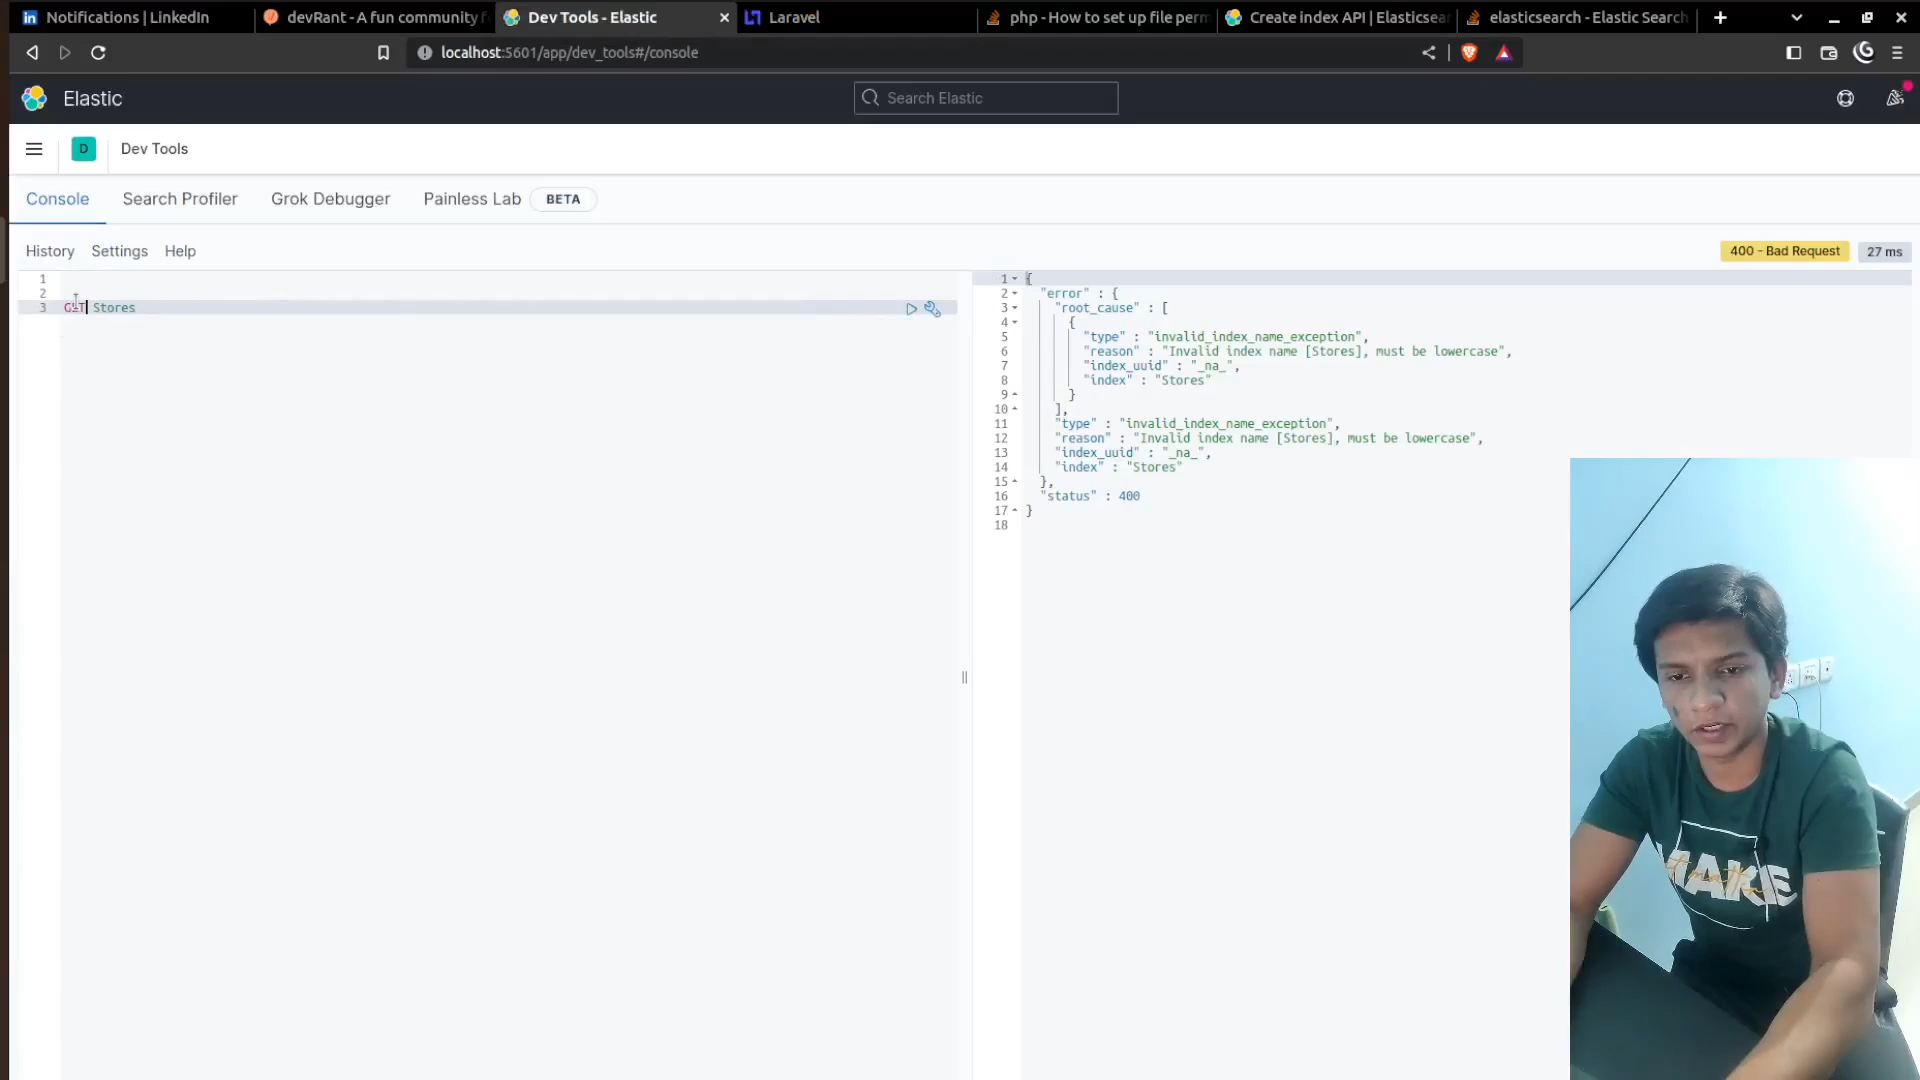 Notifications | LinkedIn
devRant - A fun community f
Dev Tools - Elastic
Laravel
php - How to set up file perm
Create index API | Elasticsear
elasticsearch - Elastic Search
localhost:5601/app/dev_tools#/console
Elastic
Search Elastic
D
Dev Tools
Console
Search Profiler
Grok Debugger
Painless Lab
BETA
History
Settings
Help
400 - Bad Request
27 ms
1
2
3 GET Stores
1 {
2 "error" : {
3 "root_cause" : [
4 {
5 "type" : "invalid_index_name_exception",
6 "reason" : "Invalid index name [Stores], must be lowercase",
7 "index_uuid" : "_na_",
8 "index" : "Stores"
9 }
10 ],
11 "type" : "invalid_index_name_exception",
12 "reason" : "Invalid index name [Stores], must be lowercase",
13 "index_uuid" : "_na_",
14 "index" : "Stores"
15 },
16 "status" : 400
17 }
18
MAKE